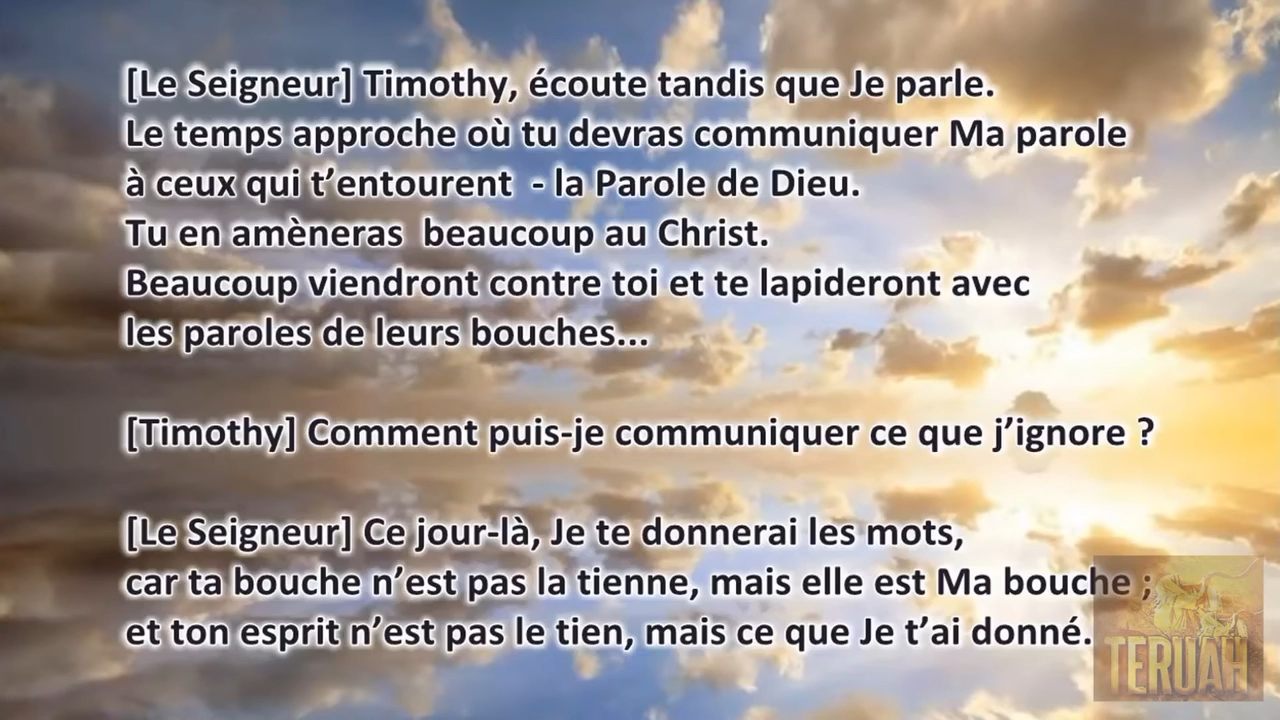 [Le Seigneur] Timothy, écoute tandis que Je parle.
Le temps approche où tu devras communiquer Ma parole
à ceux qui t’entourent  - la Parole de Dieu.
Tu en amèneras  beaucoup au Christ.
Beaucoup viendront contre toi et te lapideront avec
les paroles de leurs bouches...
[Timothy] Comment puis-je communiquer ce que j’ignore ?
[Le Seigneur] Ce jour-là, Je te donnerai les mots,
car ta bouche n’est pas la tienne, mais elle est Ma bouche ;
et ton esprit n’est pas le tien, mais ce que Je t’ai donné.
TERUAH